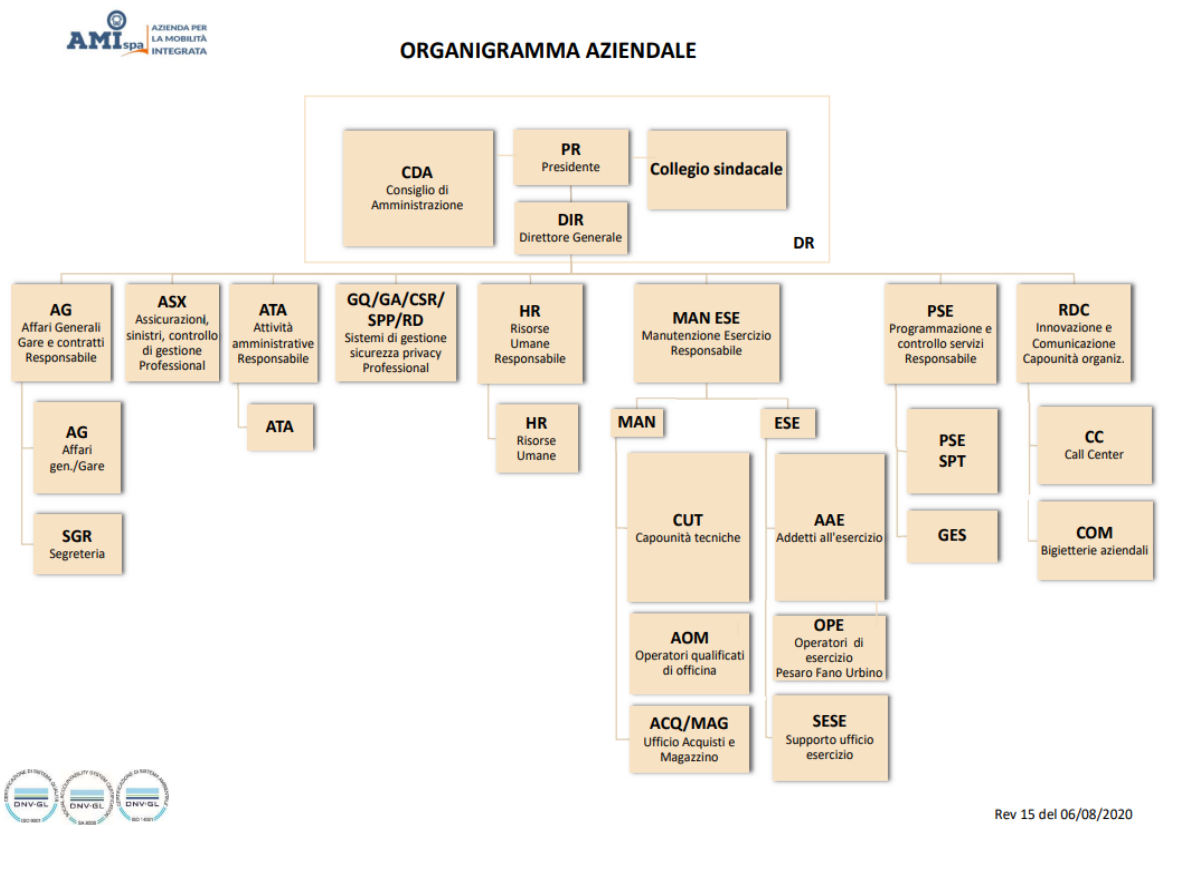 AMI spa
AZIENDA PER
LA MOBILITÀ
INTEGRATA
ORGANIGRAMMA AZIENDALE
CDA
Consiglio di
Amministrazione
PR
Presidente
Collegio sindacale
DIR
Direttore Generale
DR
AG
Affari Generali
Gare e contratti
Responsabile
ASX
Assicurazioni,
sinistri, controllo
di gestione
Professional
ATA
Attività
amministrative
Responsabile
GQ/GA/CSR/
SPP/RD
Sistemi di gestione
sicurezza privacy
Professional
HR
Risorse
Umane
Responsabile
MAN ESE
Manutenzione Esercizio
Responsabile
PSE
Programmazione e
controllo servizi
Responsabile
RDC
Innovazione e
Comunicazione
Capounità organiz.
AG
Affari
gen./Gare
SGR
Segreteria
ATA
HR
Risorse
Umane
MAN
CUT
Capounità tecniche
AOM
Operatori qualificati
di officina
ACQ/MAG
Ufficio Acquisti e
Magazzino
ESE
AAE
Addetti all'esercizio
OPE
Operatori di
esercizio
Pesaro Fano Urbino
SESE
Supporto ufficio
esercizio
PSE
SPT
GES
CC
Call Center
COM
Bigietterie aziendali
DNV·GL
DNV·GL
DNV·GL
Rev 15 del 06/08/2020